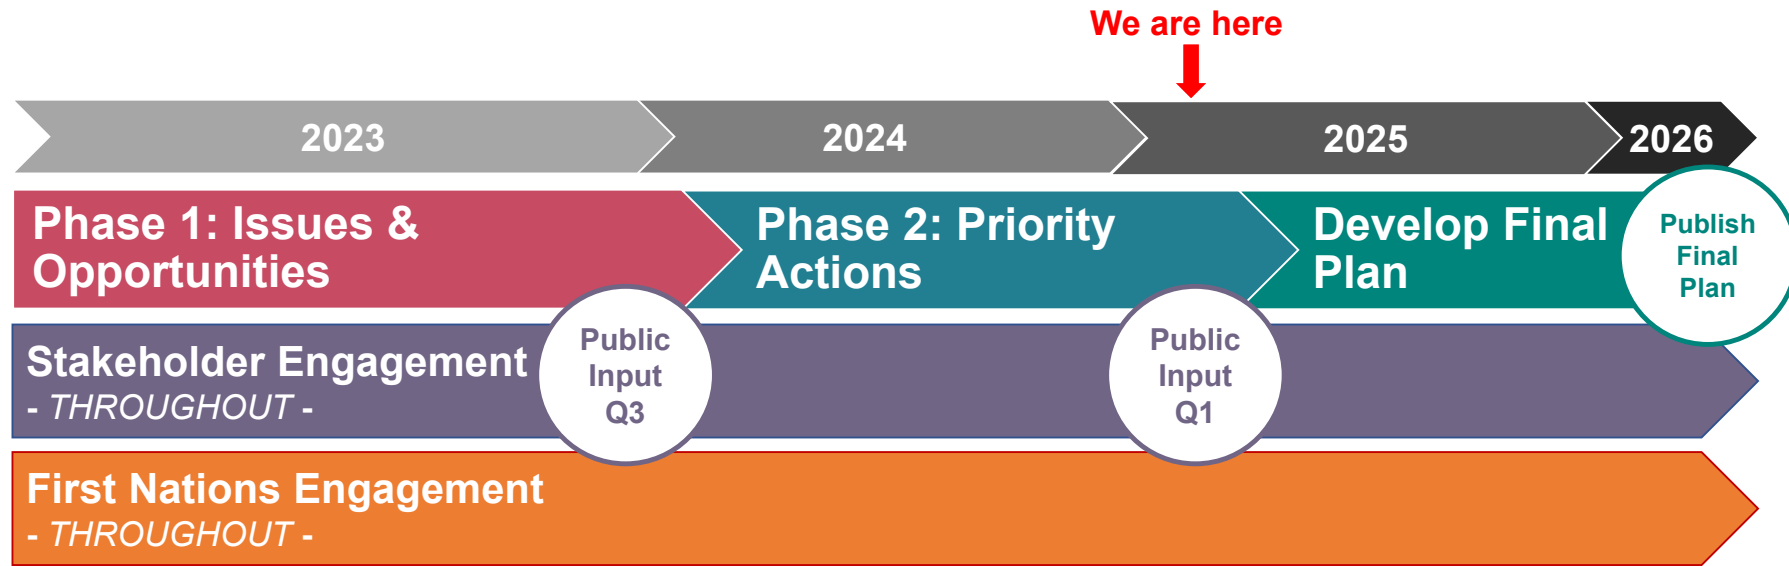 We are here
2023
2024
2025
2026
Phase 1: Issues &
Opportunities
Phase 2: Priority
Actions
Develop Final
Plan
Publish
Final
Plan
Stakeholder Engagement
- THROUGHOUT -
Public
Input
Q3
Public
Input
Q1
First Nations Engagement
- THROUGHOUT -